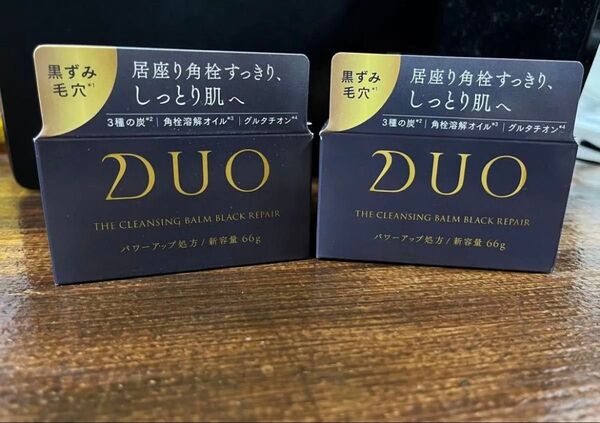 黒ずみ
毛穴*1
居座り角栓すっきり、
しっとり肌へ
3種の炭*2 | 角栓溶解オイル*3 | グルタチオン*4
DUO
THE CLEANSING BALM BLACK REPAIR
パワーアップ処方 / 新容量 66g
黒ずみ
毛穴*1
居座り角栓すっきり、
しっとり肌へ
3種の炭*2 | 角栓溶解オイル*3 | グルタチオン*4
DUO
THE CLEANSING BALM BLACK REPAIR
パワーアップ処方 / 新容量 66g